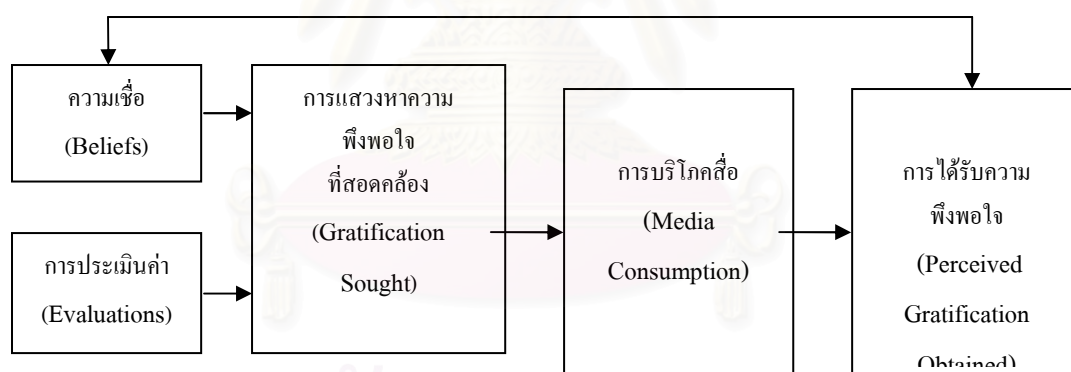 ความเชื่อ
(Beliefs)
การประเมินค่า
(Evaluations)
การแสวงหาความ
พึงพอใจ
ที่สอดคล้อง
(Gratification
Sought)
การบริโภคสื่อ
(Media
Consumption)
การได้รับความ
พึงพอใจ
(Perceived
Gratification
Obtained)